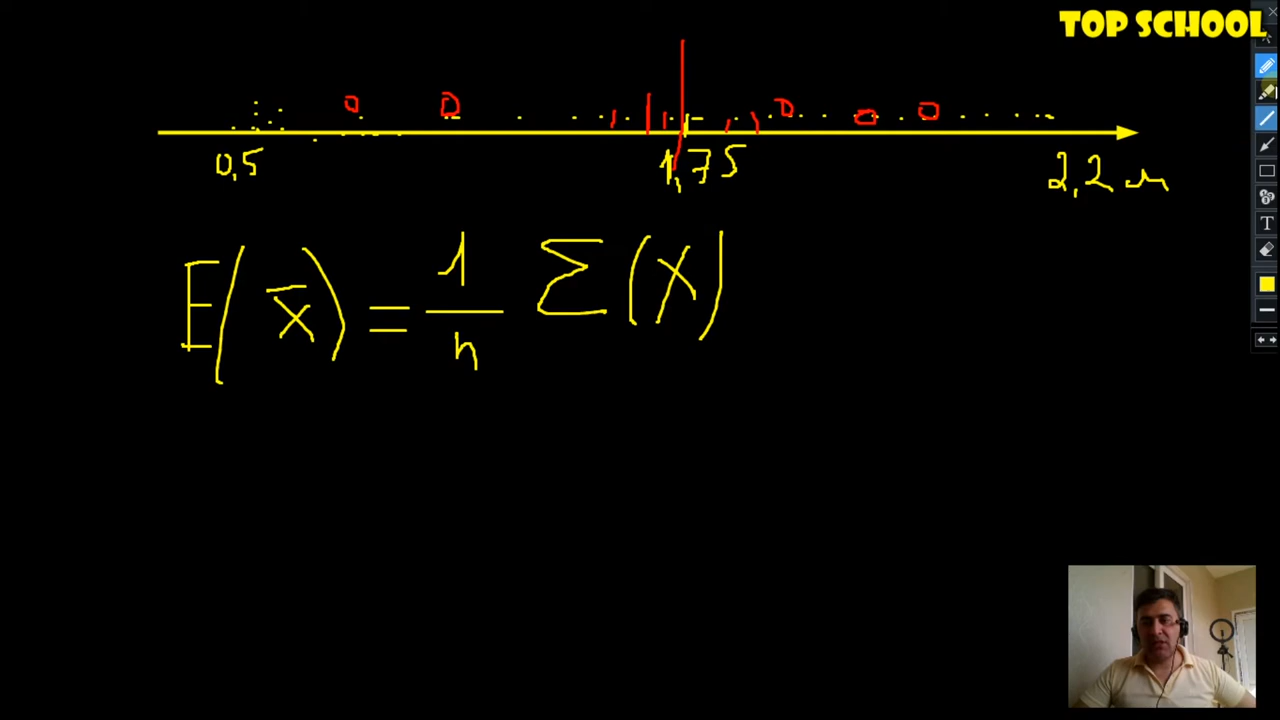 TOP SCHOOL
0,5 1,75 2,2 м
E(x̄) = 1/n Σ(x)